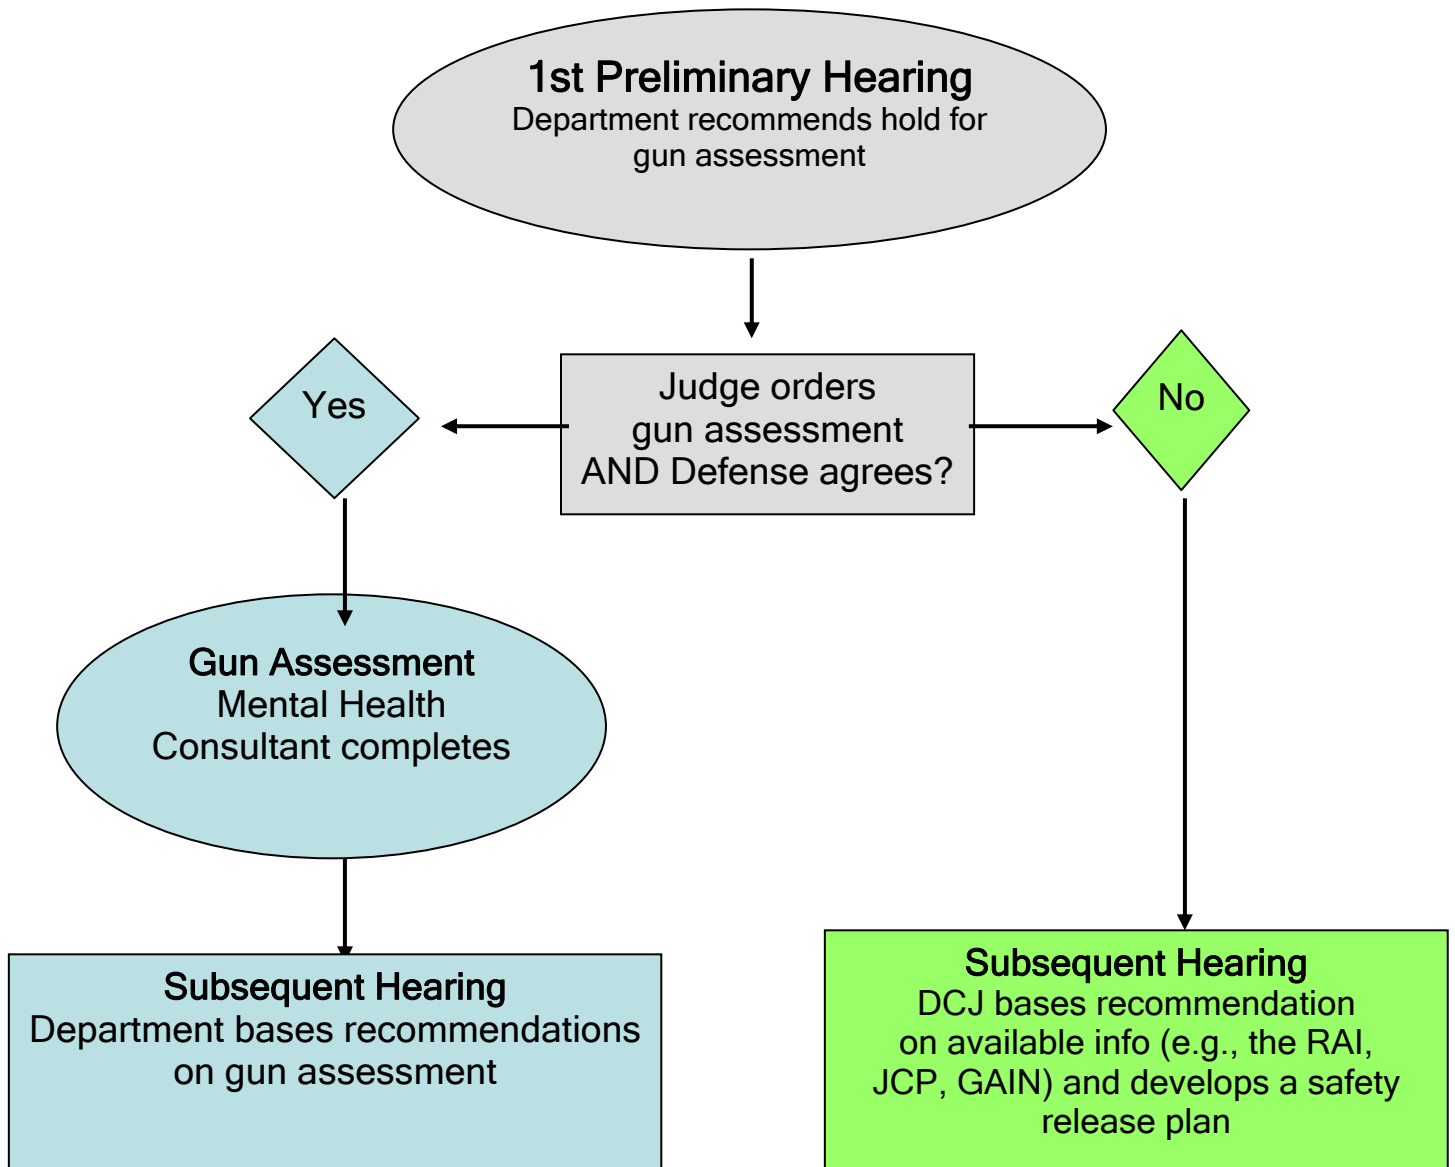 1st Preliminary Hearing
Department recommends hold for
gun assessment
Yes
Judge orders
gun assessment
AND Defense agrees?
No
Gun Assessment
Mental Health
Consultant completes
Subsequent Hearing
Department bases recommendations
on gun assessment
Subsequent Hearing
DCJ bases recommendation
on available info (e.g., the RAI,
JCP, GAIN) and develops a safety
release plan